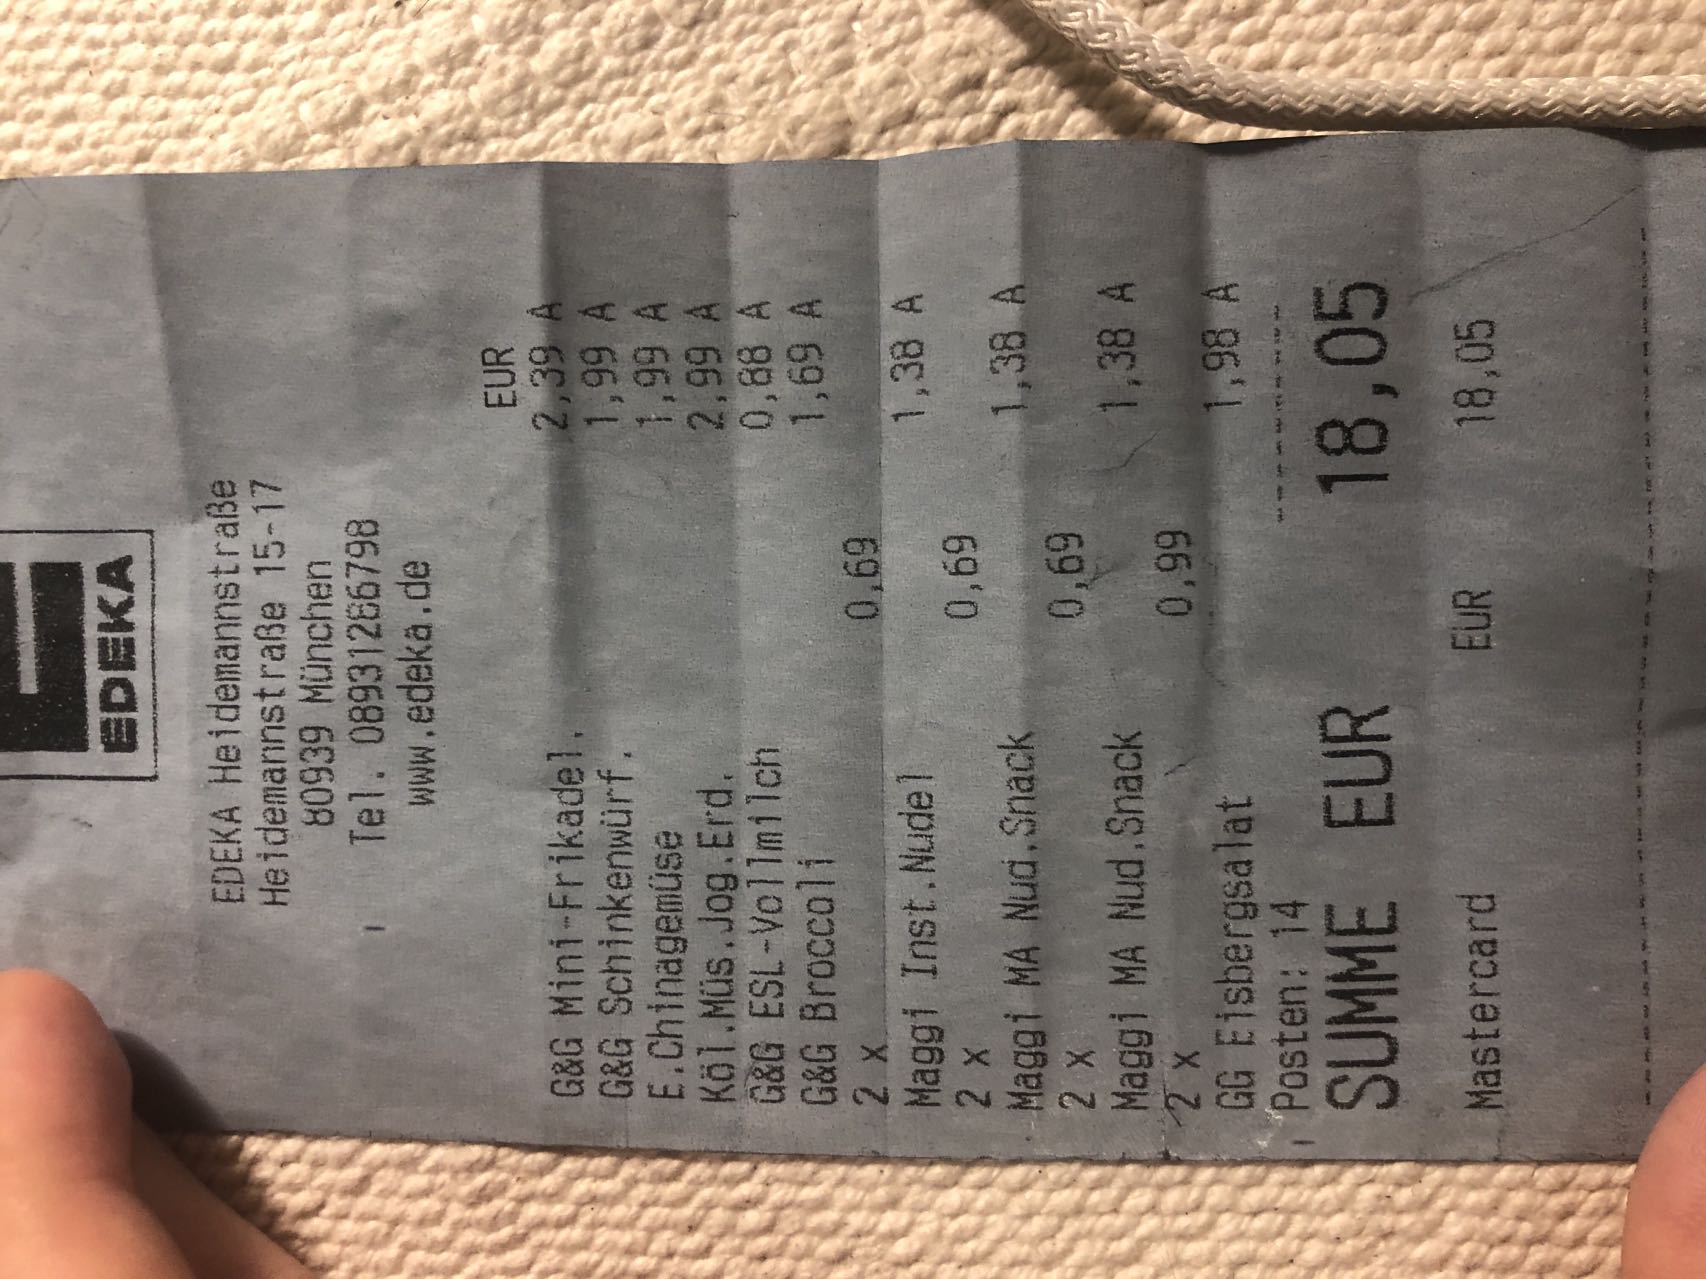 EDEKA
EDEKA Heidemannstraße
Heidemannstraße 15-17
80939 München
Tel. 08931286798
www.edeka.de
EUR
G&G Mini-Frikadel. 2,39 A
G&G Schinkenwürf. 1,99 A
E.Chinagemüse 1,99 A
Köl.Müs.Jog.Erd. 2,99 A
G&G ESL-Vollmilch 0,88 A
G&G Broccoli 1,69 A
2 x 0,69
Maggi Inst.Nudel 1,38 A
2 x 0,69
Maggi MA Nud.Snack 1,38 A
2 x 0,69
Maggi MA Nud.Snack 1,38 A
2 x 0,99
GG Eisbergsalat 1,98 A
Posten: 14
SUMME EUR 18,05
Mastercard EUR 18,05